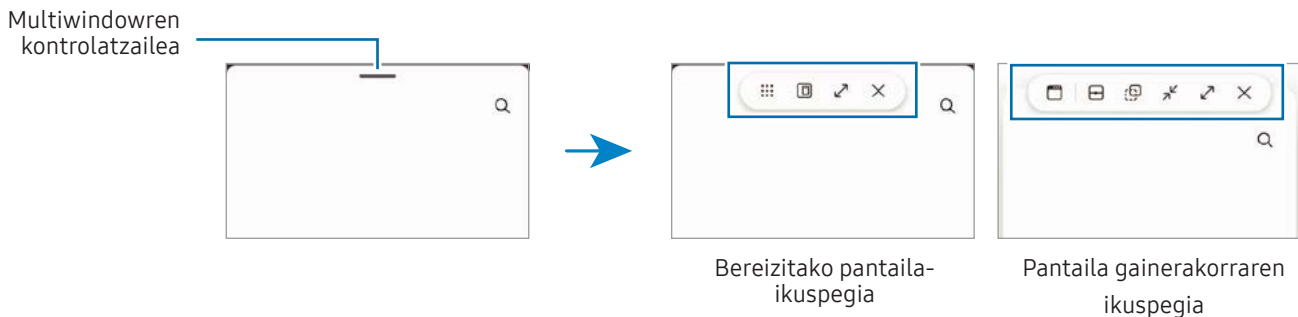 Multiwindowren
kontrolatzailea
Bereizitako pantaila-
ikuspegia
Pantaila gainerakorraren
ikuspegia